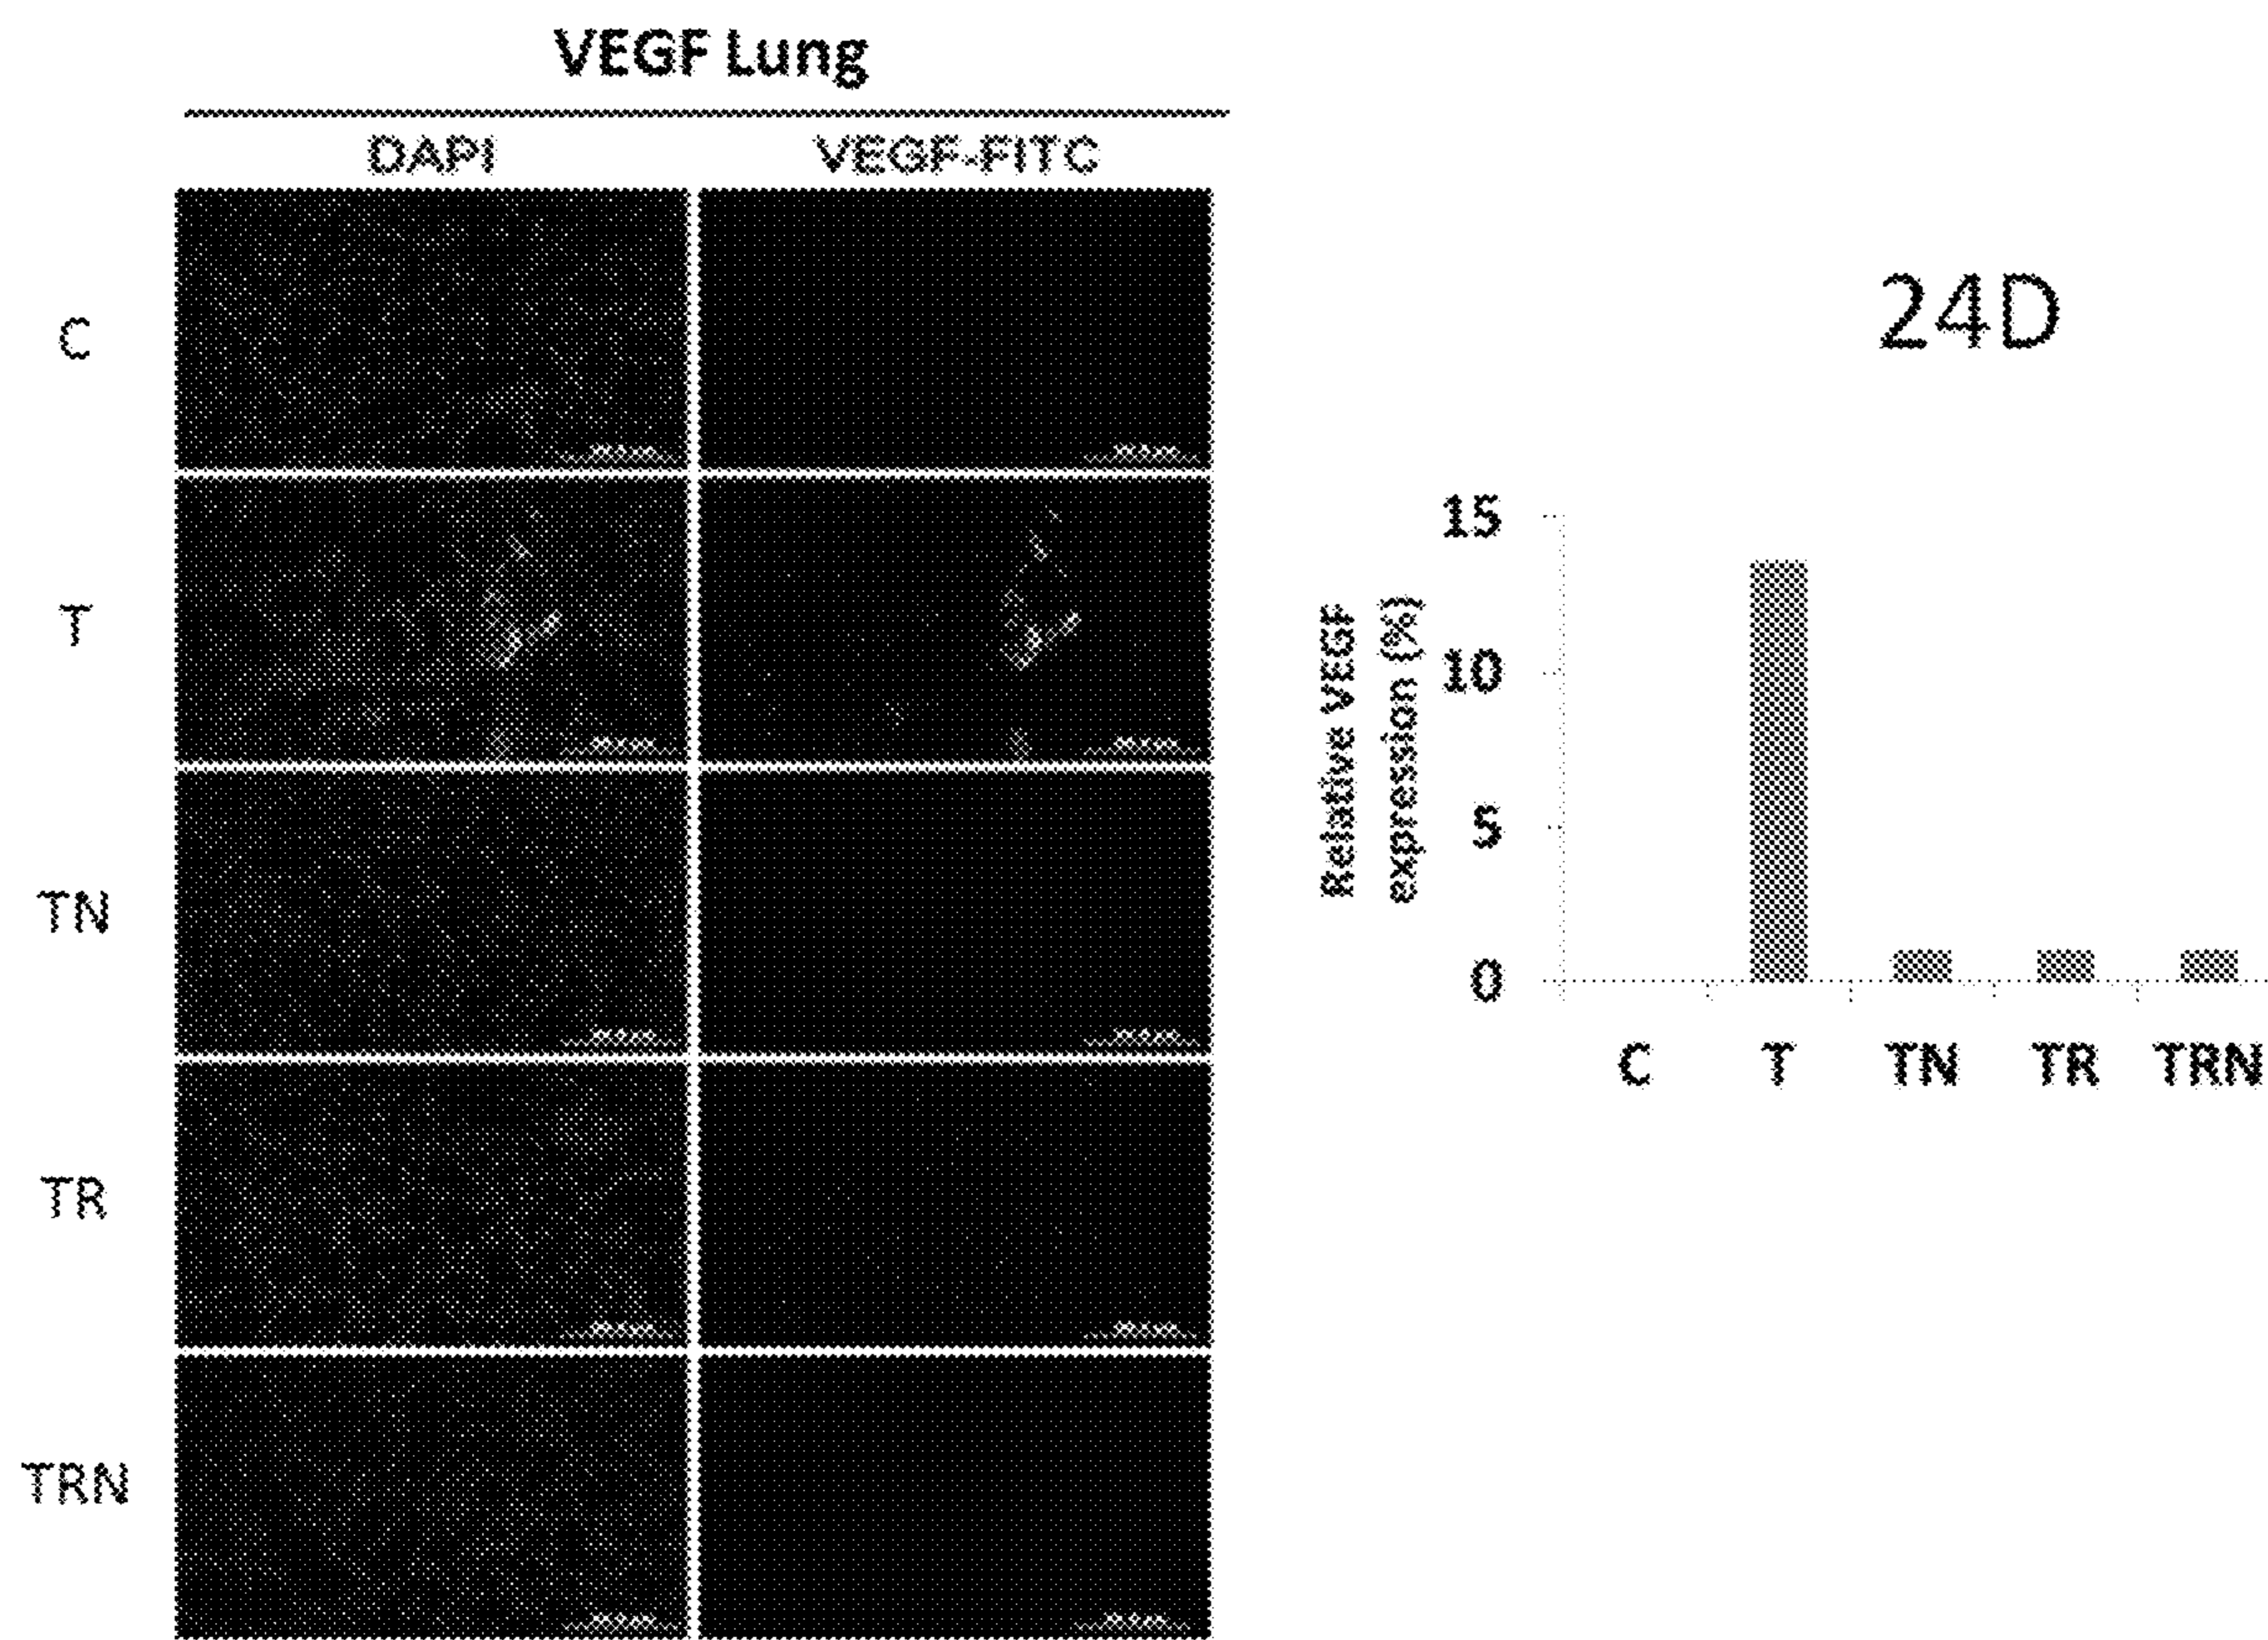 VEGF Lung
DAPI VEGF-FITC
C
T
TN
TR
TRN
24D
Relative VEGF
expression (%)
15
10
5
0
C T TN TR TRN